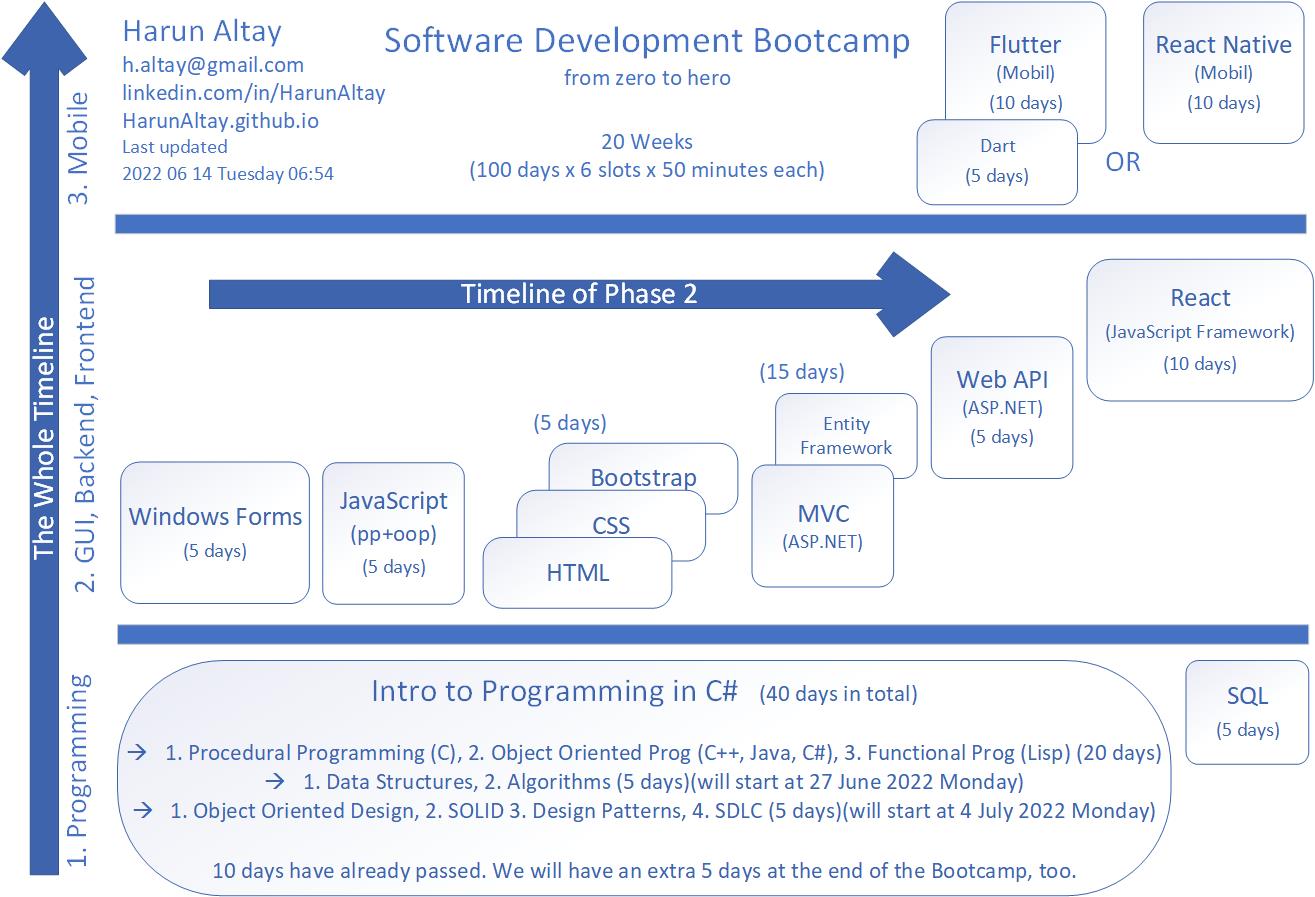 Harun Altay
h.altay@gmail.com
linkedin.com/in/HarunAltay
HarunAltay.github.io
Last updated
2022 06 14 Tuesday 06:54
Software Development Bootcamp
from zero to hero
20 Weeks
(100 days x 6 slots x 50 minutes each)
Flutter
(Mobil)
(10 days)
Dart
(5 days)
OR
React Native
(Mobil)
(10 days)
3. Mobile
The Whole Timeline
2. GUI, Backend, Frontend
Timeline of Phase 2
Windows Forms
(5 days)
JavaScript
(pp+oop)
(5 days)
(5 days)
Bootstrap
CSS
HTML
(15 days)
Entity
Framework
MVC
(ASP.NET)
Web API
(ASP.NET)
(5 days)
React
(JavaScript Framework)
(10 days)
1. Programming
Intro to Programming in C# (40 days in total)
→ 1. Procedural Programming (C), 2. Object Oriented Prog (C++, Java, C#), 3. Functional Prog (Lisp) (20 days)
→ 1. Data Structures, 2. Algorithms (5 days)(will start at 27 June 2022 Monday)
→ 1. Object Oriented Design, 2. SOLID 3. Design Patterns, 4. SDLC (5 days)(will start at 4 July 2022 Monday)
10 days have already passed. We will have an extra 5 days at the end of the Bootcamp, too.
SQL
(5 days)